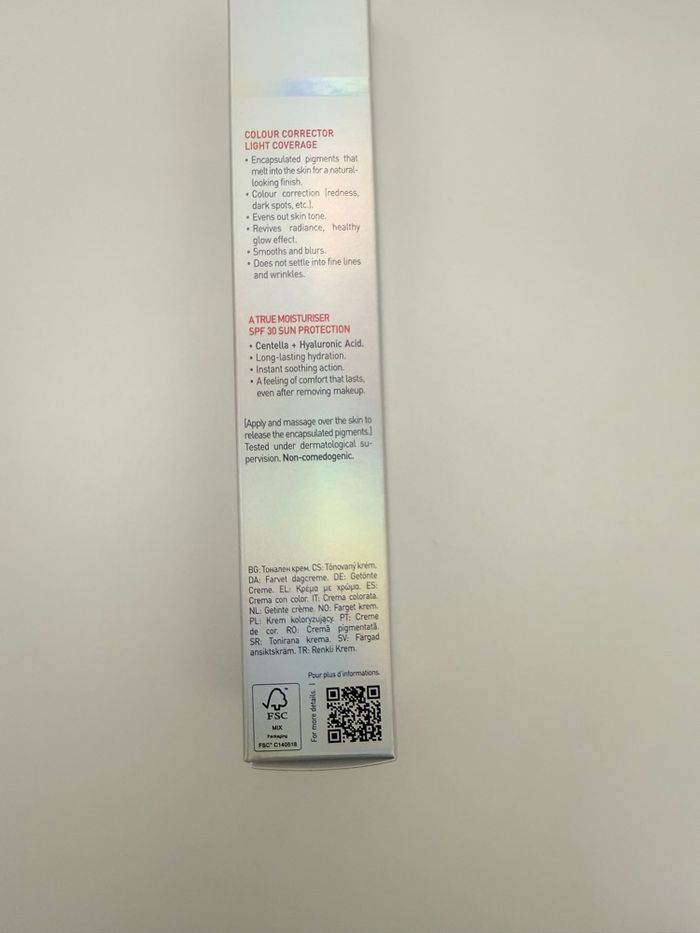 COLOUR CORRECTOR
LIGHT COVERAGE
• Encapsulated pigments that
melt into the skin for a natural-
looking finish.
• Colour correction (redness,
dark spots, etc.).
• Evens out skin tone.
• Revives radiance, healthy
glow effect.
• Smooths and blurs.
• Does not settle into fine lines
and wrinkles.
A TRUE MOISTURISER
SPF 30 SUN PROTECTION
• Centella + Hyaluronic Acid.
• Long-lasting hydration.
• Instant soothing action.
• A feeling of comfort that lasts,
even after removing makeup.
(Apply and massage over the skin to
release the encapsulated pigments.)
Tested under dermatological su-
pervision. Non-comedogenic.
BG: Тонален крем. CS: Tónovaný krém.
DA: Farvet dagcreme. DE: Getönte
Creme. EL: Κρέμα με χρώμα. ES:
Crema con color. IT: Crema colorata.
NL: Getinte crème. NO: Farget krem.
PL: Krem koloryzujący. PT: Creme
de cor. RO: Cremă pigmentată.
SR: Tonirana krema. SV: Färgad
ansiktskräm. TR: Renkli Krem.
Pour plus d'informations.
For more details.
FSC
MIX
Packaging
FSC™ C140518